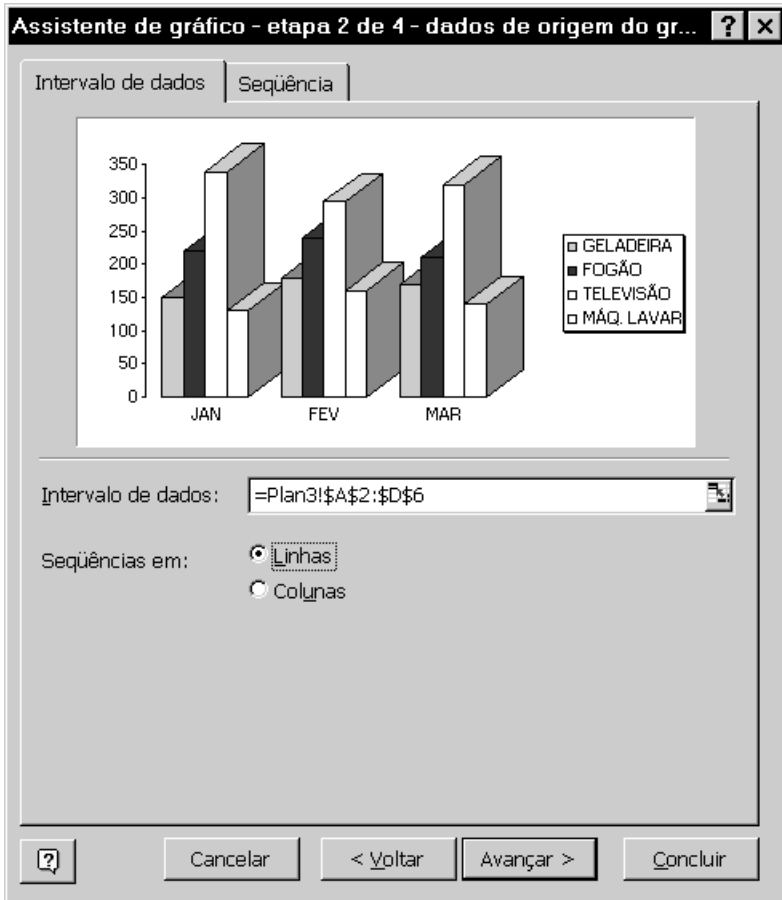 Assistente de gráfico - etapa 2 de 4 - dados de origem do gr... ? ×
Intervalo de dados Seqüência
350
300
250
200
150
100
50
0
JAN FEV MAR
GELADEIRA
FOGÃO
TELEVISÃO
MÁQ. LAVAR
Intervalo de dados: =Plan3!$A$2:$D$6
Seqüências em: Linhas
Colunas
? Cancelar < Voltar Avançar > Concluir